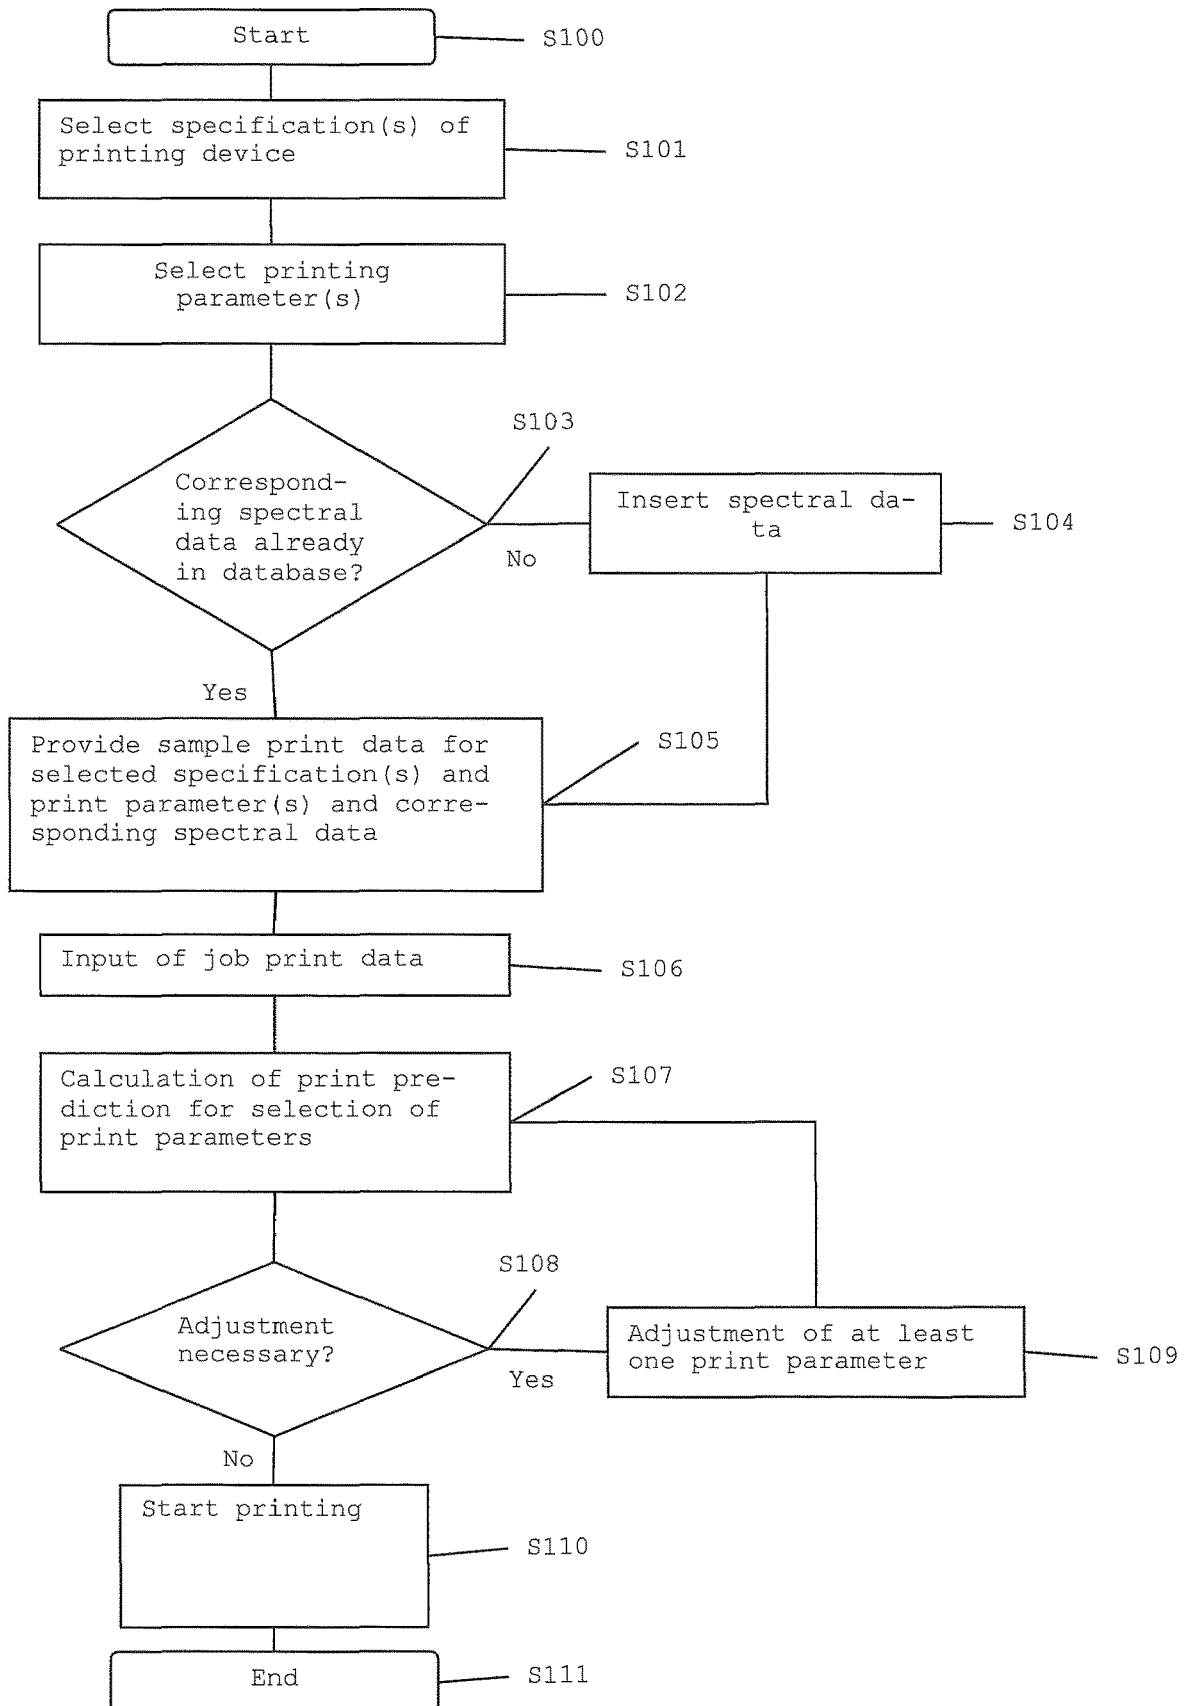 Start
S100
Select specification(s) of
printing device
S101
Select printing
parameter(s)
S102
S103
Correspond-
ing spectral
data already
in database?
No
Insert spectral da-
ta
S104
Yes
Provide sample print data for
selected specification(s) and
print parameter(s) and corre-
sponding spectral data
S105
Input of job print data
S106
Calculation of print pre-
diction for selection of
print parameters
S107
S108
Adjustment
necessary?
Yes
Adjustment of at least
one print parameter
S109
No
Start printing
S110
End
S111